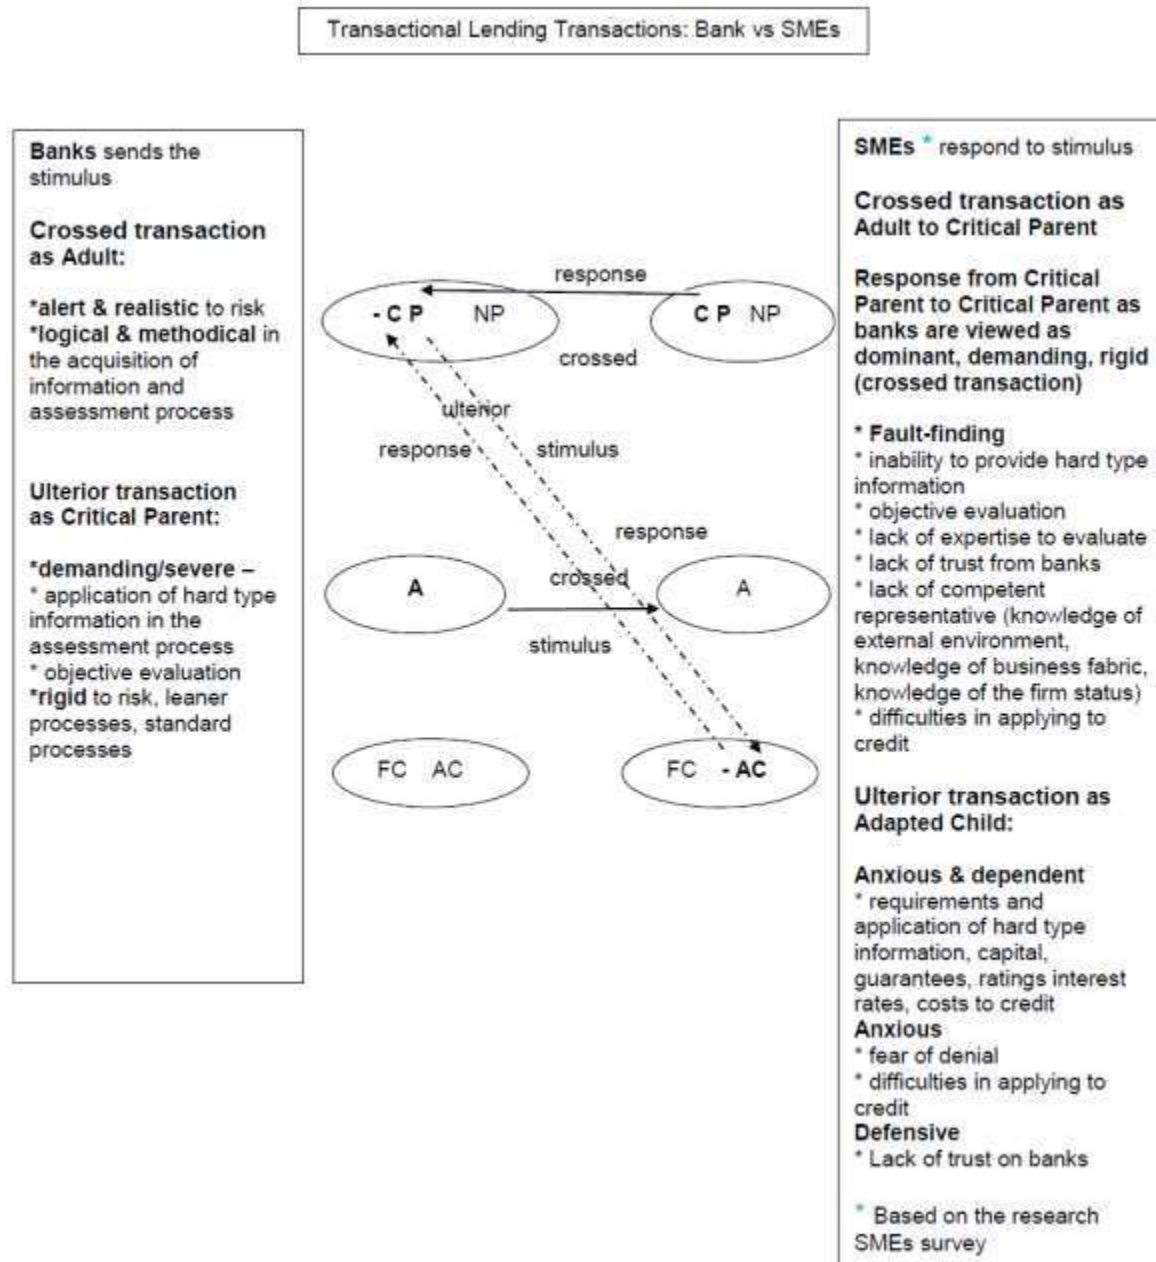 Transactional Lending Transactions: Bank vs SMEs
Banks sends the
stimulus
Crossed transaction
as Adult:
*alert & realistic to risk
*logical & methodical in
the acquisition of
information and
assessment process
Ulterior transaction
as Critical Parent:
*demanding/severe –
* application of hard type
information in the
assessment process
* objective evaluation
*rigid to risk, leaner
processes, standard
processes
response
- C P NP
C P NP
crossed
ulterior
response
stimulus
response
A
crossed
A
stimulus
FC AC
FC - AC
SMEs * respond to stimulus
Crossed transaction as
Adult to Critical Parent
Response from Critical
Parent to Critical Parent as
banks are viewed as
dominant, demanding, rigid
(crossed transaction)
* Fault-finding
* inability to provide hard type
information
* objective evaluation
* lack of expertise to evaluate
* lack of trust from banks
* lack of competent
representative (knowledge of
external environment,
knowledge of business fabric,
knowledge of the firm status)
* difficulties in applying to
credit
Ulterior transaction as
Adapted Child:
Anxious & dependent
* requirements and
application of hard type
information, capital,
guarantees, ratings interest
rates, costs to credit
Anxious
* fear of denial
* difficulties in applying to
credit
Defensive
* Lack of trust on banks
* Based on the research
SMEs survey